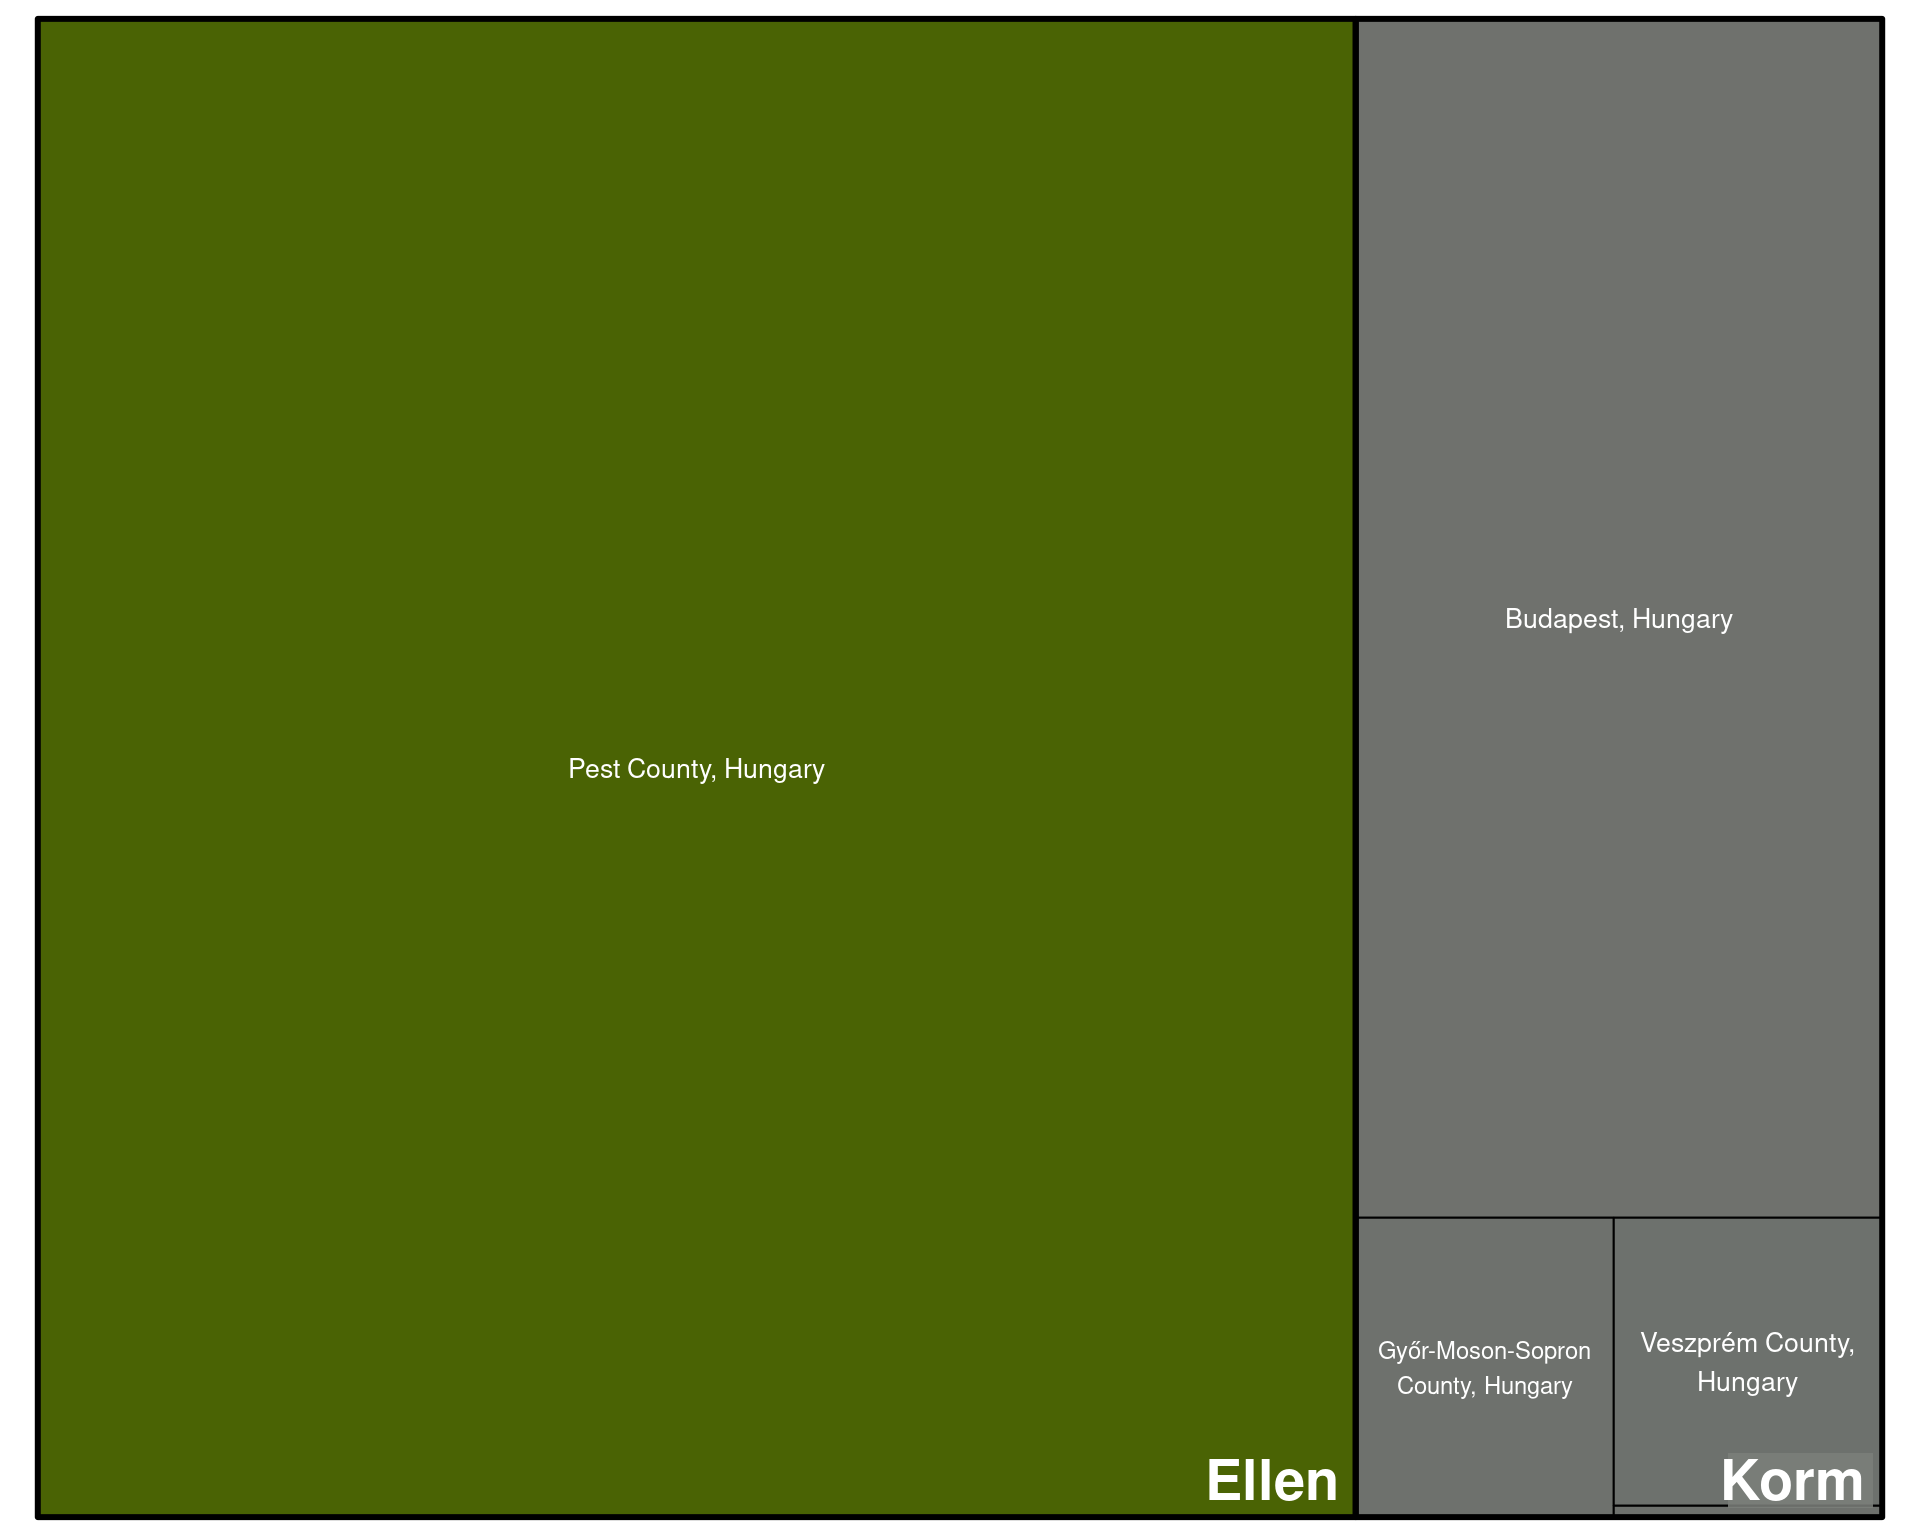 Pest County, Hungary
Ellen
Budapest, Hungary
Győr-Moson-Sopron
County, Hungary
Veszprém County,
Hungary
Korm